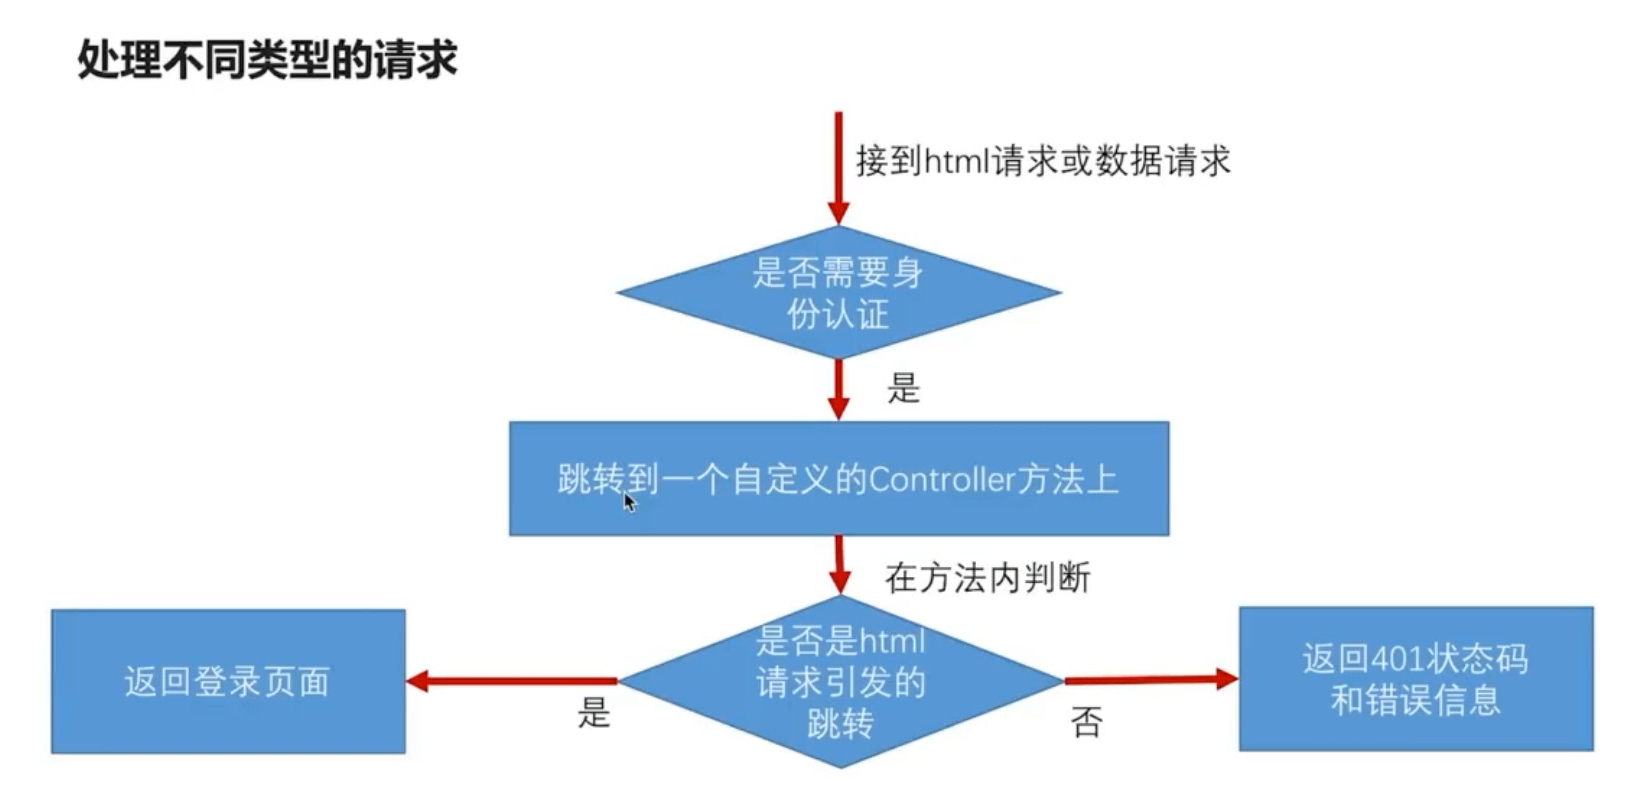 处理不同类型的请求
接到html请求或数据请求
是否需要身
份认证
是
跳转到一个自定义的Controller方法上
在方法内判断
是否是html
请求引发的
跳转
返回登录页面
是
否
返回401状态码
和错误信息